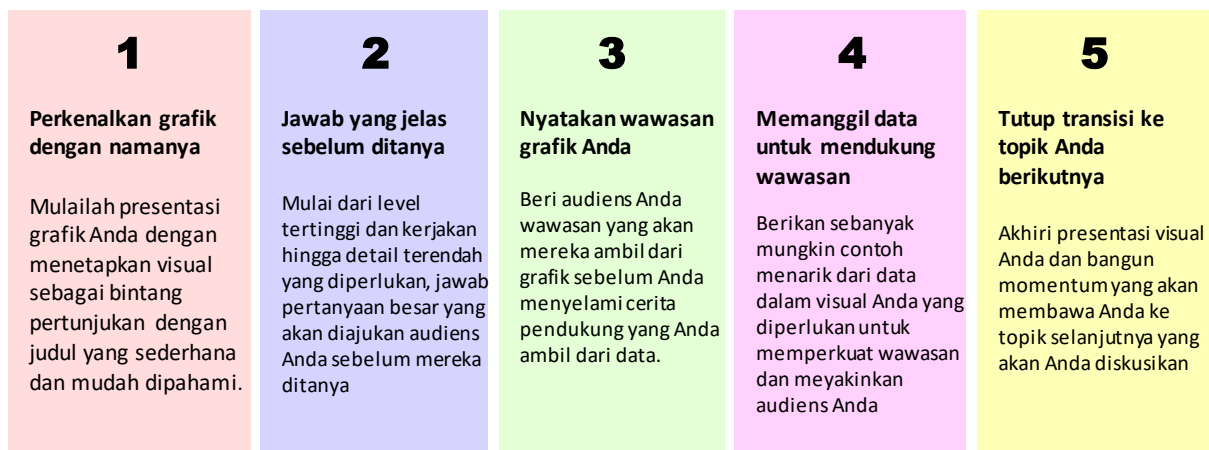 1
Perkenalkan grafik
dengan namanya
Mulailah presentasi
grafik Anda dengan
menetapkan visual
sebagai bintang
pertunjukan dengan
judul yang sederhana
dan mudah dipahami.
2
Jawab yang jelas
sebelum ditanya
Mulai dari level
tertinggi dan kerjakan
hingga detail terendah
yang diperlukan, jawab
pertanyaan besar yang
akan diajukan audiens
Anda sebelum mereka
ditanya
3
Nyatakan wawasan
grafik Anda
Beri audiens Anda
wawasan yang akan
mereka ambil dari
grafik sebelum Anda
menyelami cerita
pendukung yang Anda
ambil dari data.
4
Memanggil data
untuk mendukung
wawasan
Berikan sebanyak
mungkin contoh
menarik dari data
dalam visual Anda yang
diperlukan untuk
memperkuat wawasan
dan meyakinkan
audiens Anda
5
Tutup transisi ke
topik Anda
berikutnya
Akhiri presentasi visual
Anda dan bangun
momentum yang akan
membawa Anda ke
topik selanjutnya yang
akan Anda diskusikan